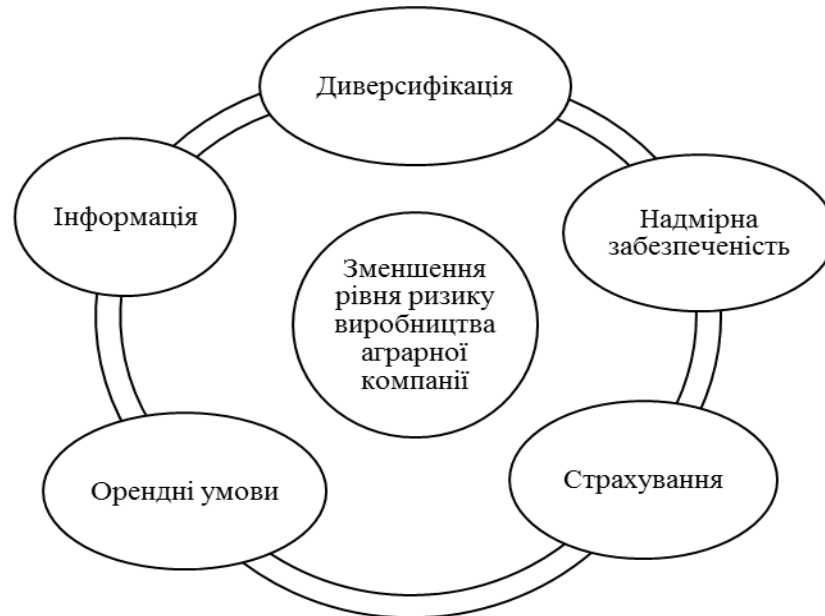 Диверсифікація
Інформація
Надмірна
забезпеченість
Зменшення
рівня ризику
виробництва
аграрної
компанії
Орендні умови
Страхування